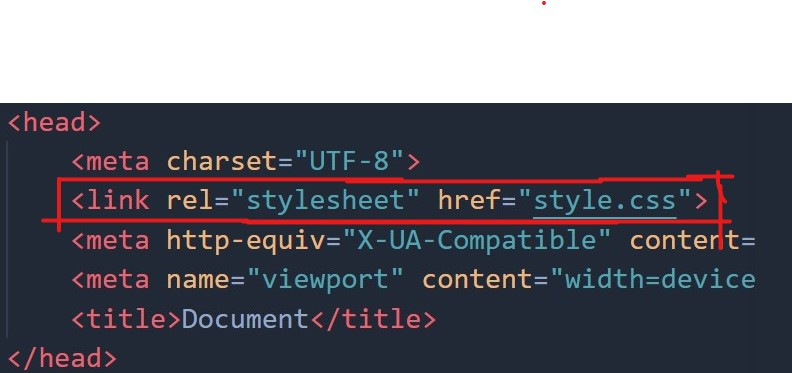 <head>
<meta charset="UTF-8">
<link rel="stylesheet" href="style.css">
<meta http-equiv="X-UA-Compatible" content=
<meta name="viewport" content="width=device
<title>Document</title>
</head>